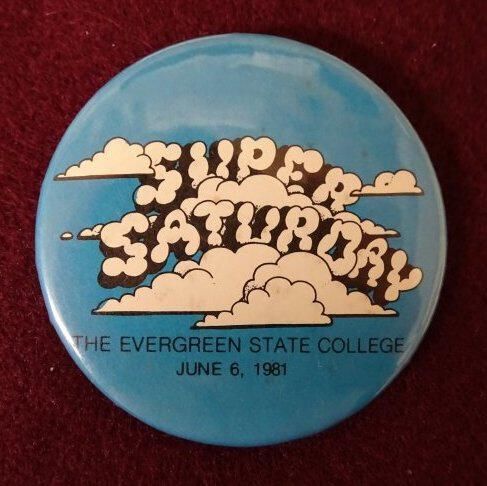 SUPER
SATURDAY
THE EVERGREEN STATE COLLEGE
JUNE 6, 1981